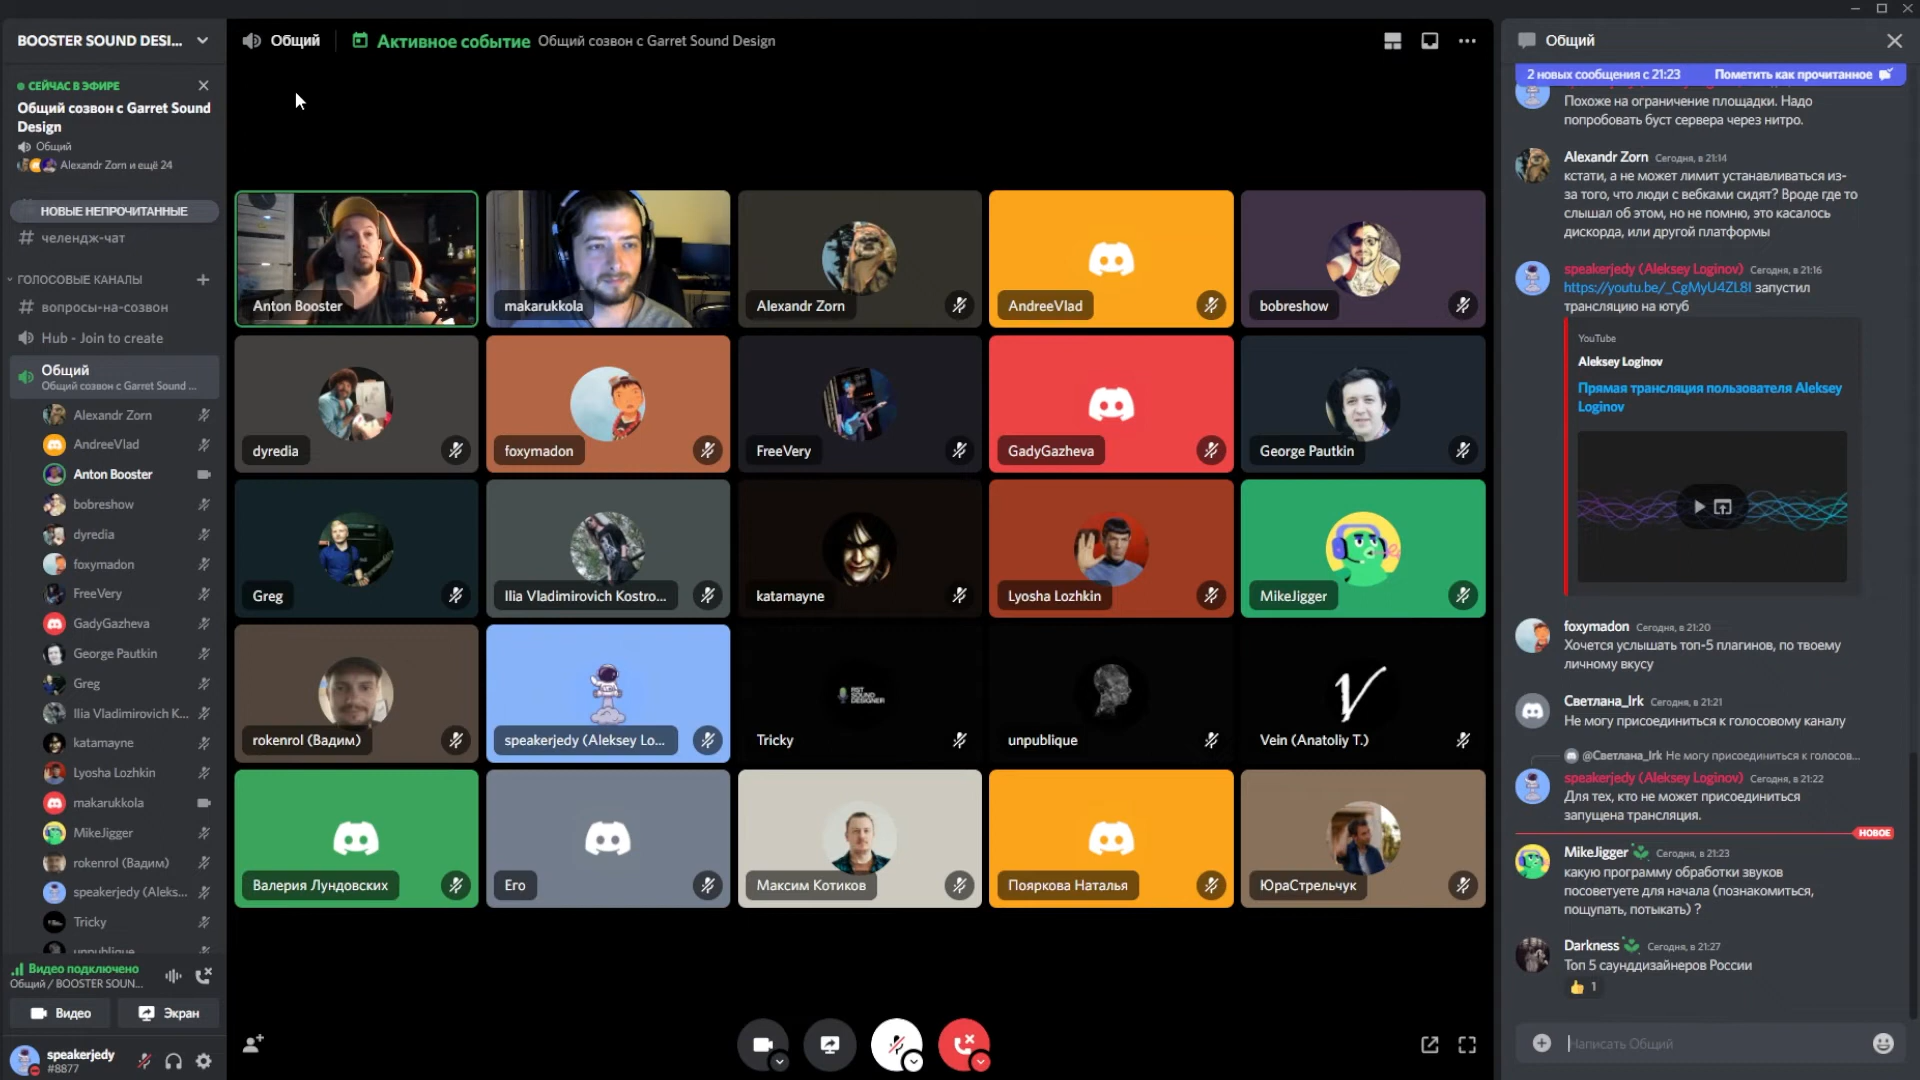 BOOSTER SOUND DESI...
СЕЙЧАС В ЭФИРЕ
Общий созвон с Garret Sound
Design
Общий
Alexandr Zorn и ещё 24
НОВЫЕ НЕПРОЧИТАННЫЕ
челендж-чат
ГОЛОСОВЫЕ КАНАЛЫ
вопросы-на-созвон
Hub - Join to create
Общий
Общий созвон с Garret Sound ...
Alexandr Zorn
AndreeVlad
Anton Booster
bobreshow
dyredia
foxymadon
FreeVery
GadyGazheva
George Pautkin
Greg
Ilia Vladimirovich K...
katamayne
Lyosha Lozhkin
makarukkola
MikeJigger
rokenrol (Вадим)
speakerjedy (Aleks...
Tricky
unpublique
Видео подключено
Общий / BOOSTER SOUN...
Видео
Экран
speakerjedy
#8877
Общий
Активное событие
Общий созвон с Garret Sound Design
Anton Booster
makarukkola
Alexandr Zorn
AndreeVlad
bobreshow
dyredia
foxymadon
FreeVery
GadyGazheva
George Pautkin
Greg
Ilia Vladimirovich Kostro...
katamayne
Lyosha Lozhkin
MikeJigger
rokenrol (Вадим)
speakerjedy (Aleksey Lo...
Tricky
unpublique
Vein (Anatoliy T.)
Валерия Лундовских
Ero
Максим Котиков
Пояркова Наталья
ЮраСтрельчук
Общий
2 новых сообщения с 21:23
Пометить как прочитанное
Похоже на ограничение площадки. Надо
попробовать буст сервера через нитро.
Alexandr Zorn Сегодня, в 21:14
кстати, а не может лимит устанавливаться из-
за того, что люди с вебками сидят? Вроде где то
слышал об этом, но не помню, это касалось
дискорда, или другой платформы
speakerjedy (Aleksey Loginov) Сегодня, в 21:16
https://youtu.be/_CgMyU4ZL8I запустил
трансляцию на ютуб
YouTube
Aleksey Loginov
Прямая трансляция пользователя Aleksey
Loginov
foxymadon Сегодня, в 21:20
Хочется услышать топ-5 плагинов, по твоему
личному вкусу
Светлана_Irk Сегодня, в 21:21
Не могу присоединиться к голосовому каналу
@Светлана_Irk Не могу присоединиться к голосов...
speakerjedy (Aleksey Loginov) Сегодня, в 21:22
Для тех, кто не может присоединиться
запущена трансляция.
НОВОЕ
MikeJigger Сегодня, в 21:23
какую программу обработки звуков
посоветуете для начала (познакомиться,
пощупать, потыкать) ?
Darkness Сегодня, в 21:27
Топ 5 саунддизайнеров России
1
Написать Общий